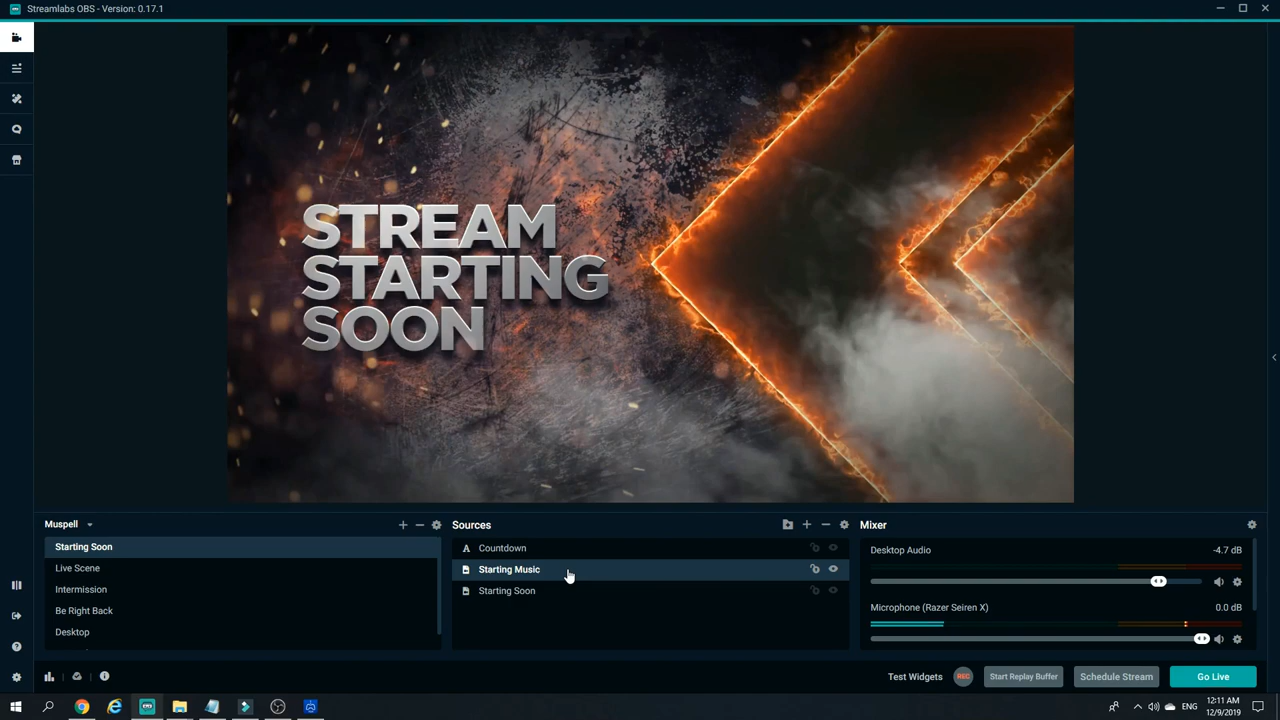 Streamlabs OBS - Version: 0.17.1
STREAM
STARTING
SOON
Muspell
Starting Soon
Live Scene
Intermission
Be Right Back
Desktop
Sources
Countdown
Starting Music
Starting Soon
Mixer
Desktop Audio
-4.7 dB
Microphone (Razer Seiren X)
0.0 dB
Test Widgets
REC
Start Replay Buffer
Schedule Stream
Go Live
ENG
12:11 AM
12/9/2019